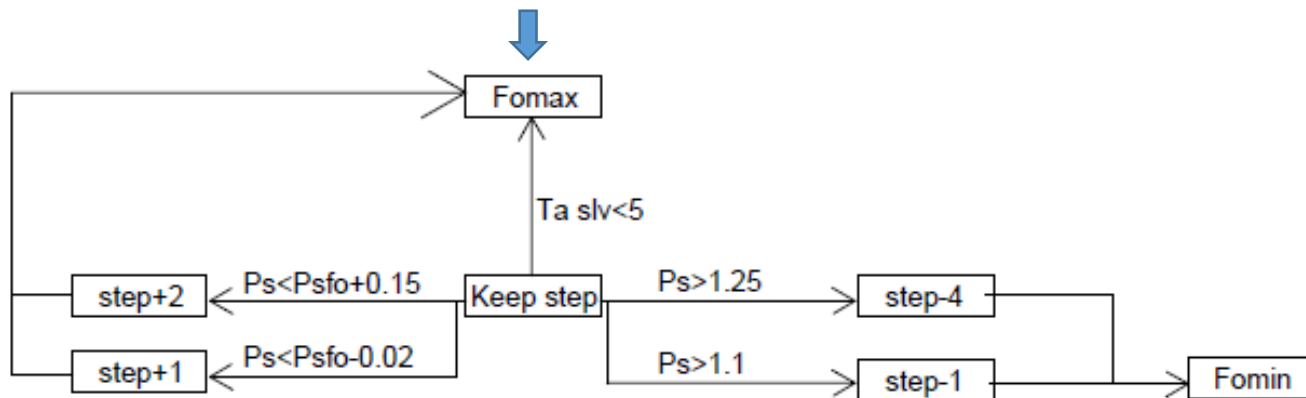 Fomax
Ta slv<5
step+2
Ps<Psfo+0.15
Keep step
Ps>1.25
step-4
step+1
Ps<Psfo-0.02
Ps>1.1
step-1
Fomin